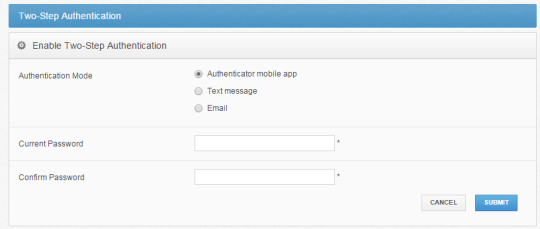 Two-Step Authentication
Enable Two-Step Authentication
Authentication Mode
Authenticator mobile app
Text message
Email
Current Password
*
Confirm Password
*
CANCEL
SUBMIT